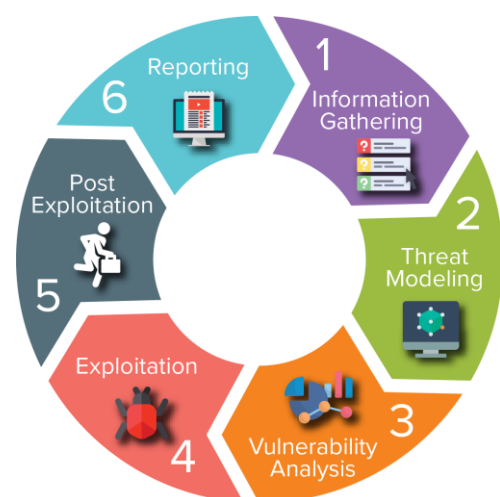 1
Information
Gathering
2
Threat
Modeling
3
Vulnerability
Analysis
Exploitation
4
Post
Exploitation
5
Reporting
6